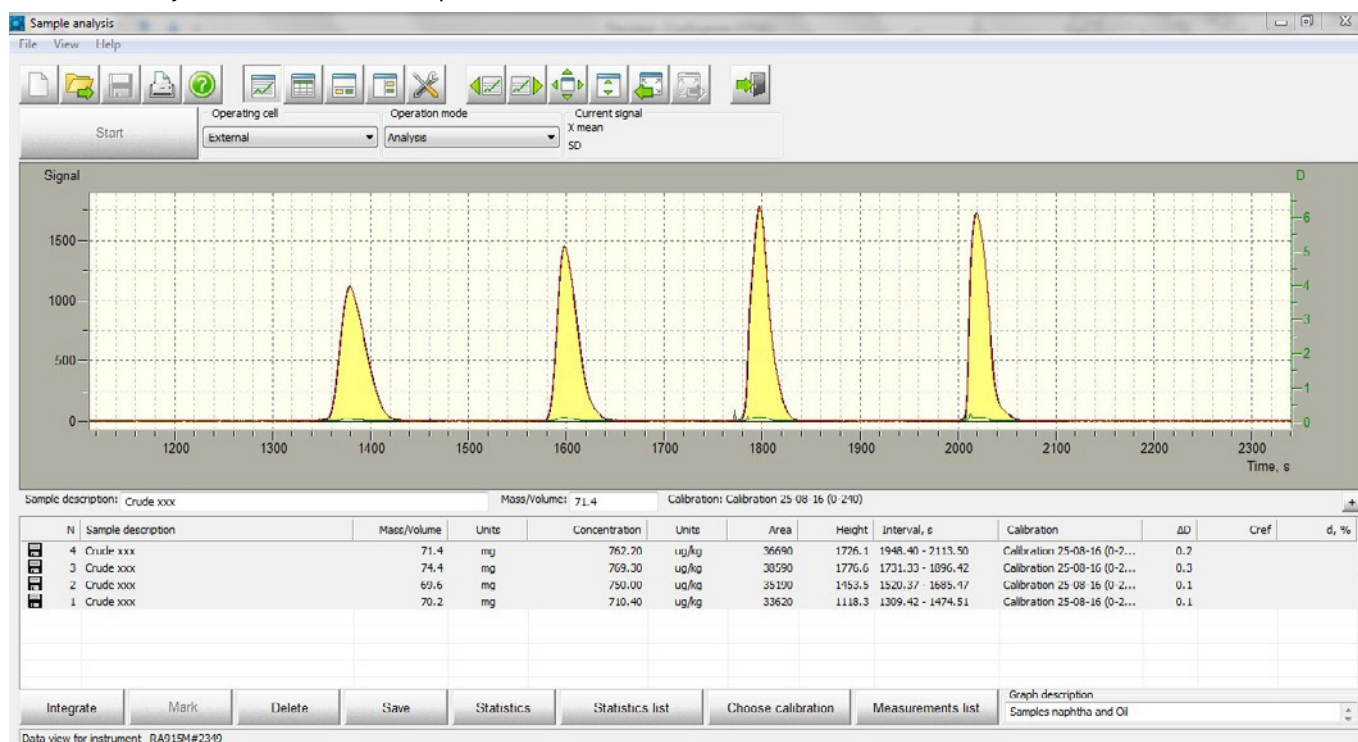 Sample analysis
File View Help
Start
Operating cell
External
Operation mode
Analysis
Current signal
X mean
SD
Signal
D
1500
1000
500
0
6
5
4
3
2
1
0
1200 1300 1400 1500 1600 1700 1800 1900 2000 2100 2200 2300
Time, s
Sample description: Crude xxx Mass/Volume: 71.4 Calibration: Calibration 25-08-16 (0-240)
N Sample description Mass/Volume Units Concentration Units Area Height Interval, s Calibration ΔD Cref d, %
4 Crude xxx 71.4 mg 762.20 ug/kg 36690 1726.1 1948.40 - 2113.50 Calibration 25-08-16 (0-2... 0.2
3 Crude xxx 74.4 mg 769.30 ug/kg 38590 1776.6 1731.33 - 1896.42 Calibration 25-08-16 (0-2... 0.3
2 Crude xxx 69.6 mg 750.00 ug/kg 35190 1453.5 1520.37 - 1685.47 Calibration 25-08-16 (0-2... 0.1
1 Crude xxx 70.2 mg 710.40 ug/kg 33620 1118.3 1309.42 - 1474.51 Calibration 25-08-16 (0-2... 0.1
Integrate Mark Delete Save Statistics Statistics list Choose calibration Measurements list
Graph description
Samples naphtha and Oil
Data view for instrument RA915M#2349